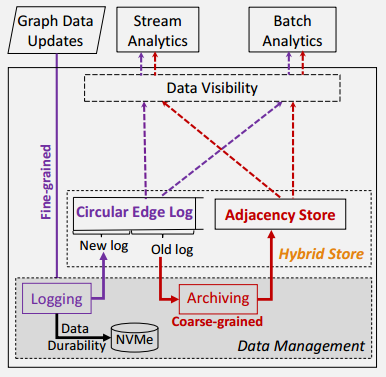 Graph Data
Updates
Stream
Analytics
Batch
Analytics
Data Visibility
Fine-grained
Circular Edge Log
Adjacency Store
New log
Old log
Hybrid Store
Logging
Archiving
Coarse-grained
Data
Durability
NVMe
Data Management